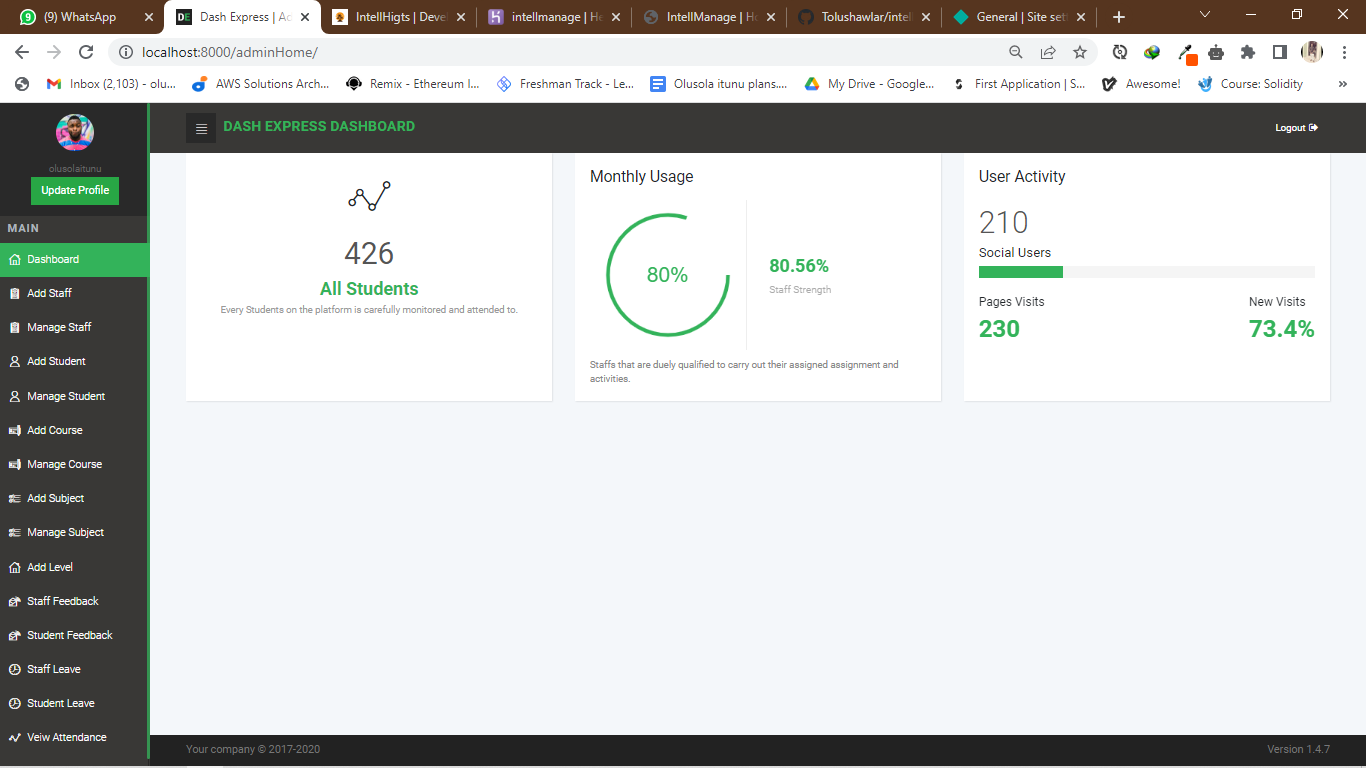 (9) WhatsApp
DE Dash Express | Ac
IntellHigts | Devel
intellmanage | He
IntellManage | Ho
Tolushawlar/intell
General | Site sett
localhost:8000/adminHome/
Inbox (2,103) - olu...
AWS Solutions Arch...
Remix - Ethereum I...
Freshman Track - Le...
Olusola itunu plans....
My Drive - Google...
First Application | S...
Awesome!
Course: Solidity
»
olusolaitunu
Update Profile
MAIN
Dashboard
Add Staff
Manage Staff
Add Student
Manage Student
Add Course
Manage Course
Add Subject
Manage Subject
Add Level
Staff Feedback
Student Feedback
Staff Leave
Student Leave
Veiw Attendance
DASH EXPRESS DASHBOARD
Logout
426
All Students
Every Students on the platform is carefully monitored and attended to.
Monthly Usage
80%
80.56%
Staff Strength
Staffs that are duely qualified to carry out their assigned assignment and
activities.
User Activity
210
Social Users
Pages Visits
230
New Visits
73.4%
Your company © 2017-2020
Version 1.4.7